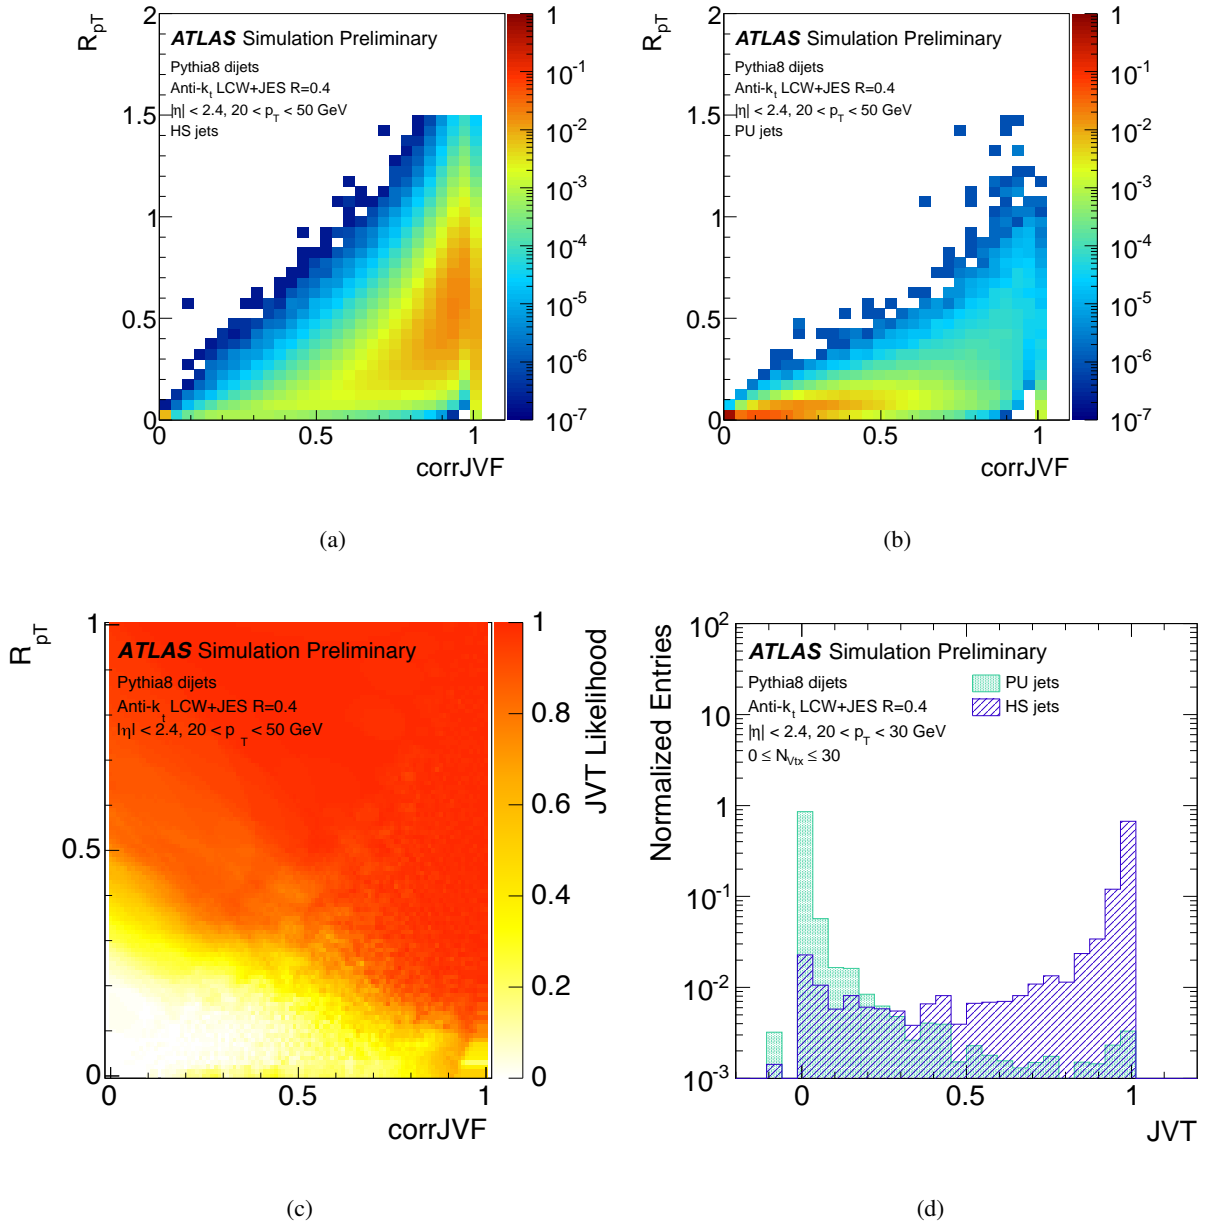 R_pT
2
1.5
1
0.5
0
ATLAS Simulation Preliminary
Pythia8 dijets
Anti-k_t LCW+JES R=0.4
|η| < 2.4, 20 < p_T < 50 GeV
HS jets
0
0.5
1
corrJVF
1
10^-1
10^-2
10^-3
10^-4
10^-5
10^-6
10^-7
(a)
R_pT
2
1.5
1
0.5
0
ATLAS Simulation Preliminary
Pythia8 dijets
Anti-k_t LCW+JES R=0.4
|η| < 2.4, 20 < p_T < 50 GeV
PU jets
0
0.5
1
corrJVF
1
10^-1
10^-2
10^-3
10^-4
10^-5
10^-6
10^-7
(b)
R_pT
1
0.5
0
ATLAS Simulation Preliminary
Pythia8 dijets
Anti-k_t LCW+JES R=0.4
|η| < 2.4, 20 < p_T < 50 GeV
0
0.5
1
corrJVF
1
0.8
0.6
0.4
0.2
0
JVT Likelihood
(c)
Normalized Entries
10^2
10
1
10^-1
10^-2
10^-3
ATLAS Simulation Preliminary
Pythia8 dijets
Anti-k_t LCW+JES R=0.4
|η| < 2.4, 20 < p_T < 30 GeV
0 ≤ N_Vtx ≤ 30
PU jets
HS jets
0
0.5
1
JVT
(d)